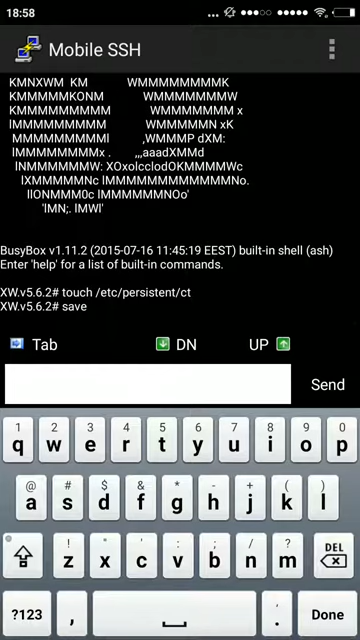 18:58
...
Mobile SSH
KMNXWM KM WMMMMMMMMK
KMMMMMKONM WMMMMMMMW
KMMMMMMMMM WMMMMMMM x
lMMMMMMMMM WMMMMMN xK
MMMMMMMMMl ,WMMMP dXM:
lMMMMMMMMx . ,,,aaadXMMd
lNMMMMMMW: XOxolcclodOKMMMMWc
lXMMMMMNc lMMMMMMMMMMMMNo.
llONMMM0c lMMMMMMNOo'
'lMN;. lMWl'
BusyBox v1.11.2 (2015-07-16 11:45:19 EEST) built-in shell (ash)
Enter 'help' for a list of built-in commands.
XW.v5.6.2# touch /etc/persistent/ct
XW.v5.6.2# save
Tab DN UP
Send
1 2 3 4 5 6 7 8 9 0
q w e r t y u i o p
@ # $ & * - + ( )
a s d f g h j k l
! " ' : ; / ?
z x c v b n m DEL
?123 , . Done